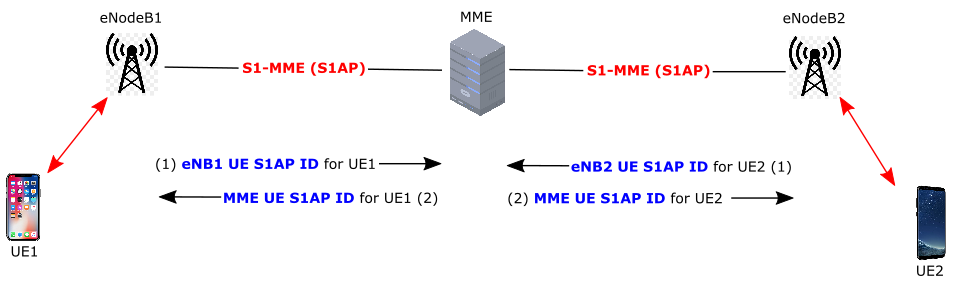 eNodeB1
MME
eNodeB2
S1-MME (S1AP)
S1-MME (S1AP)
(1) eNB1 UE S1AP ID for UE1
eNB2 UE S1AP ID for UE2 (1)
MME UE S1AP ID for UE1 (2)
(2) MME UE S1AP ID for UE2
UE1
UE2